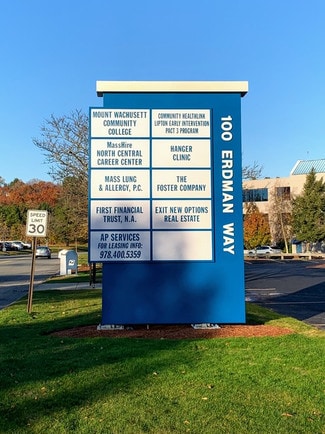 MOUNT WACHUSETT
COMMUNITY
COLLEGE
COMMUNITY HEALTHLINK
LIPTON EARLY INTERVENTION
PACT 1 PROGRAM
MassHire
NORTH CENTRAL
CAREER CENTER
HANGER
CLINIC
MASS LUNG
& ALLERGY, P.C.
THE
FOSTER COMPANY
FIRST FINANCIAL
TRUST, N.A.
EXIT NEW OPTIONS
REAL ESTATE
AP SERVICES
FOR LEASING INFO:
978.400.5359
100 ERDMAN WAY
SPEED
LIMIT
30